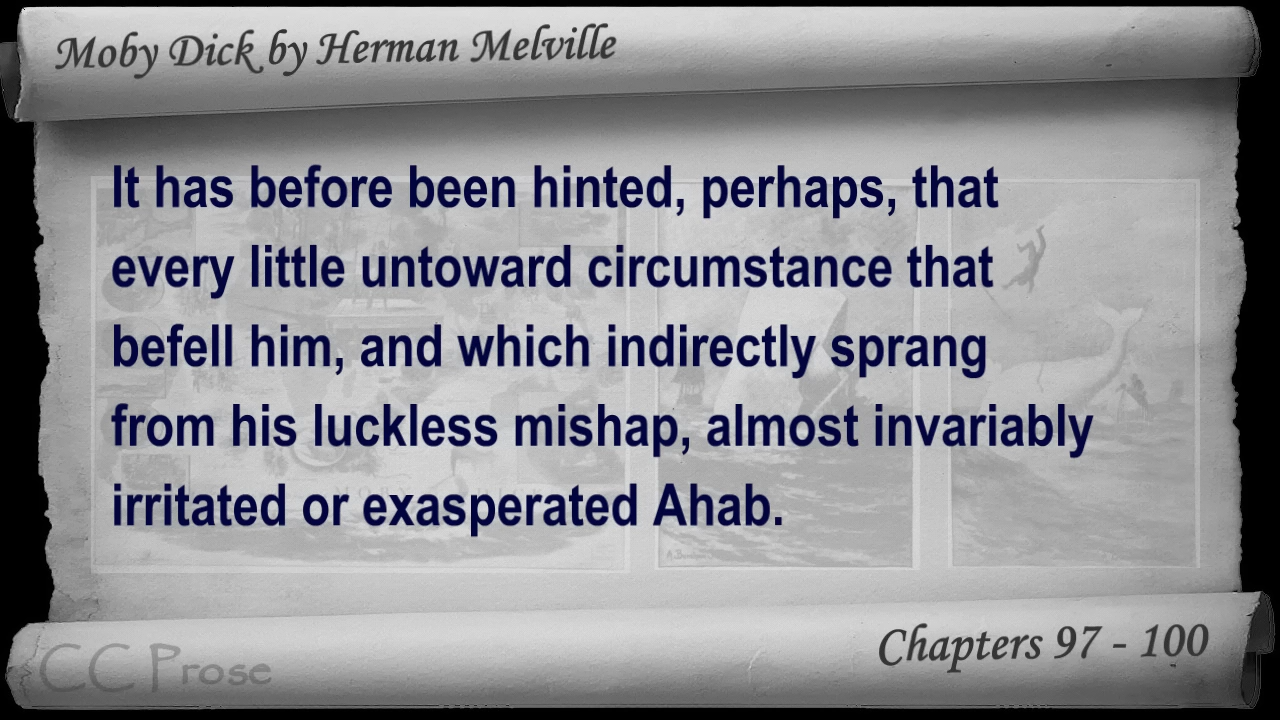 Moby Dick by Herman Melville
It has before been hinted, perhaps, that
every little untoward circumstance that
befell him, and which indirectly sprang
from his luckless mishap, almost invariably
irritated or exasperated Ahab.
Chapters 97 - 100
CC Prose